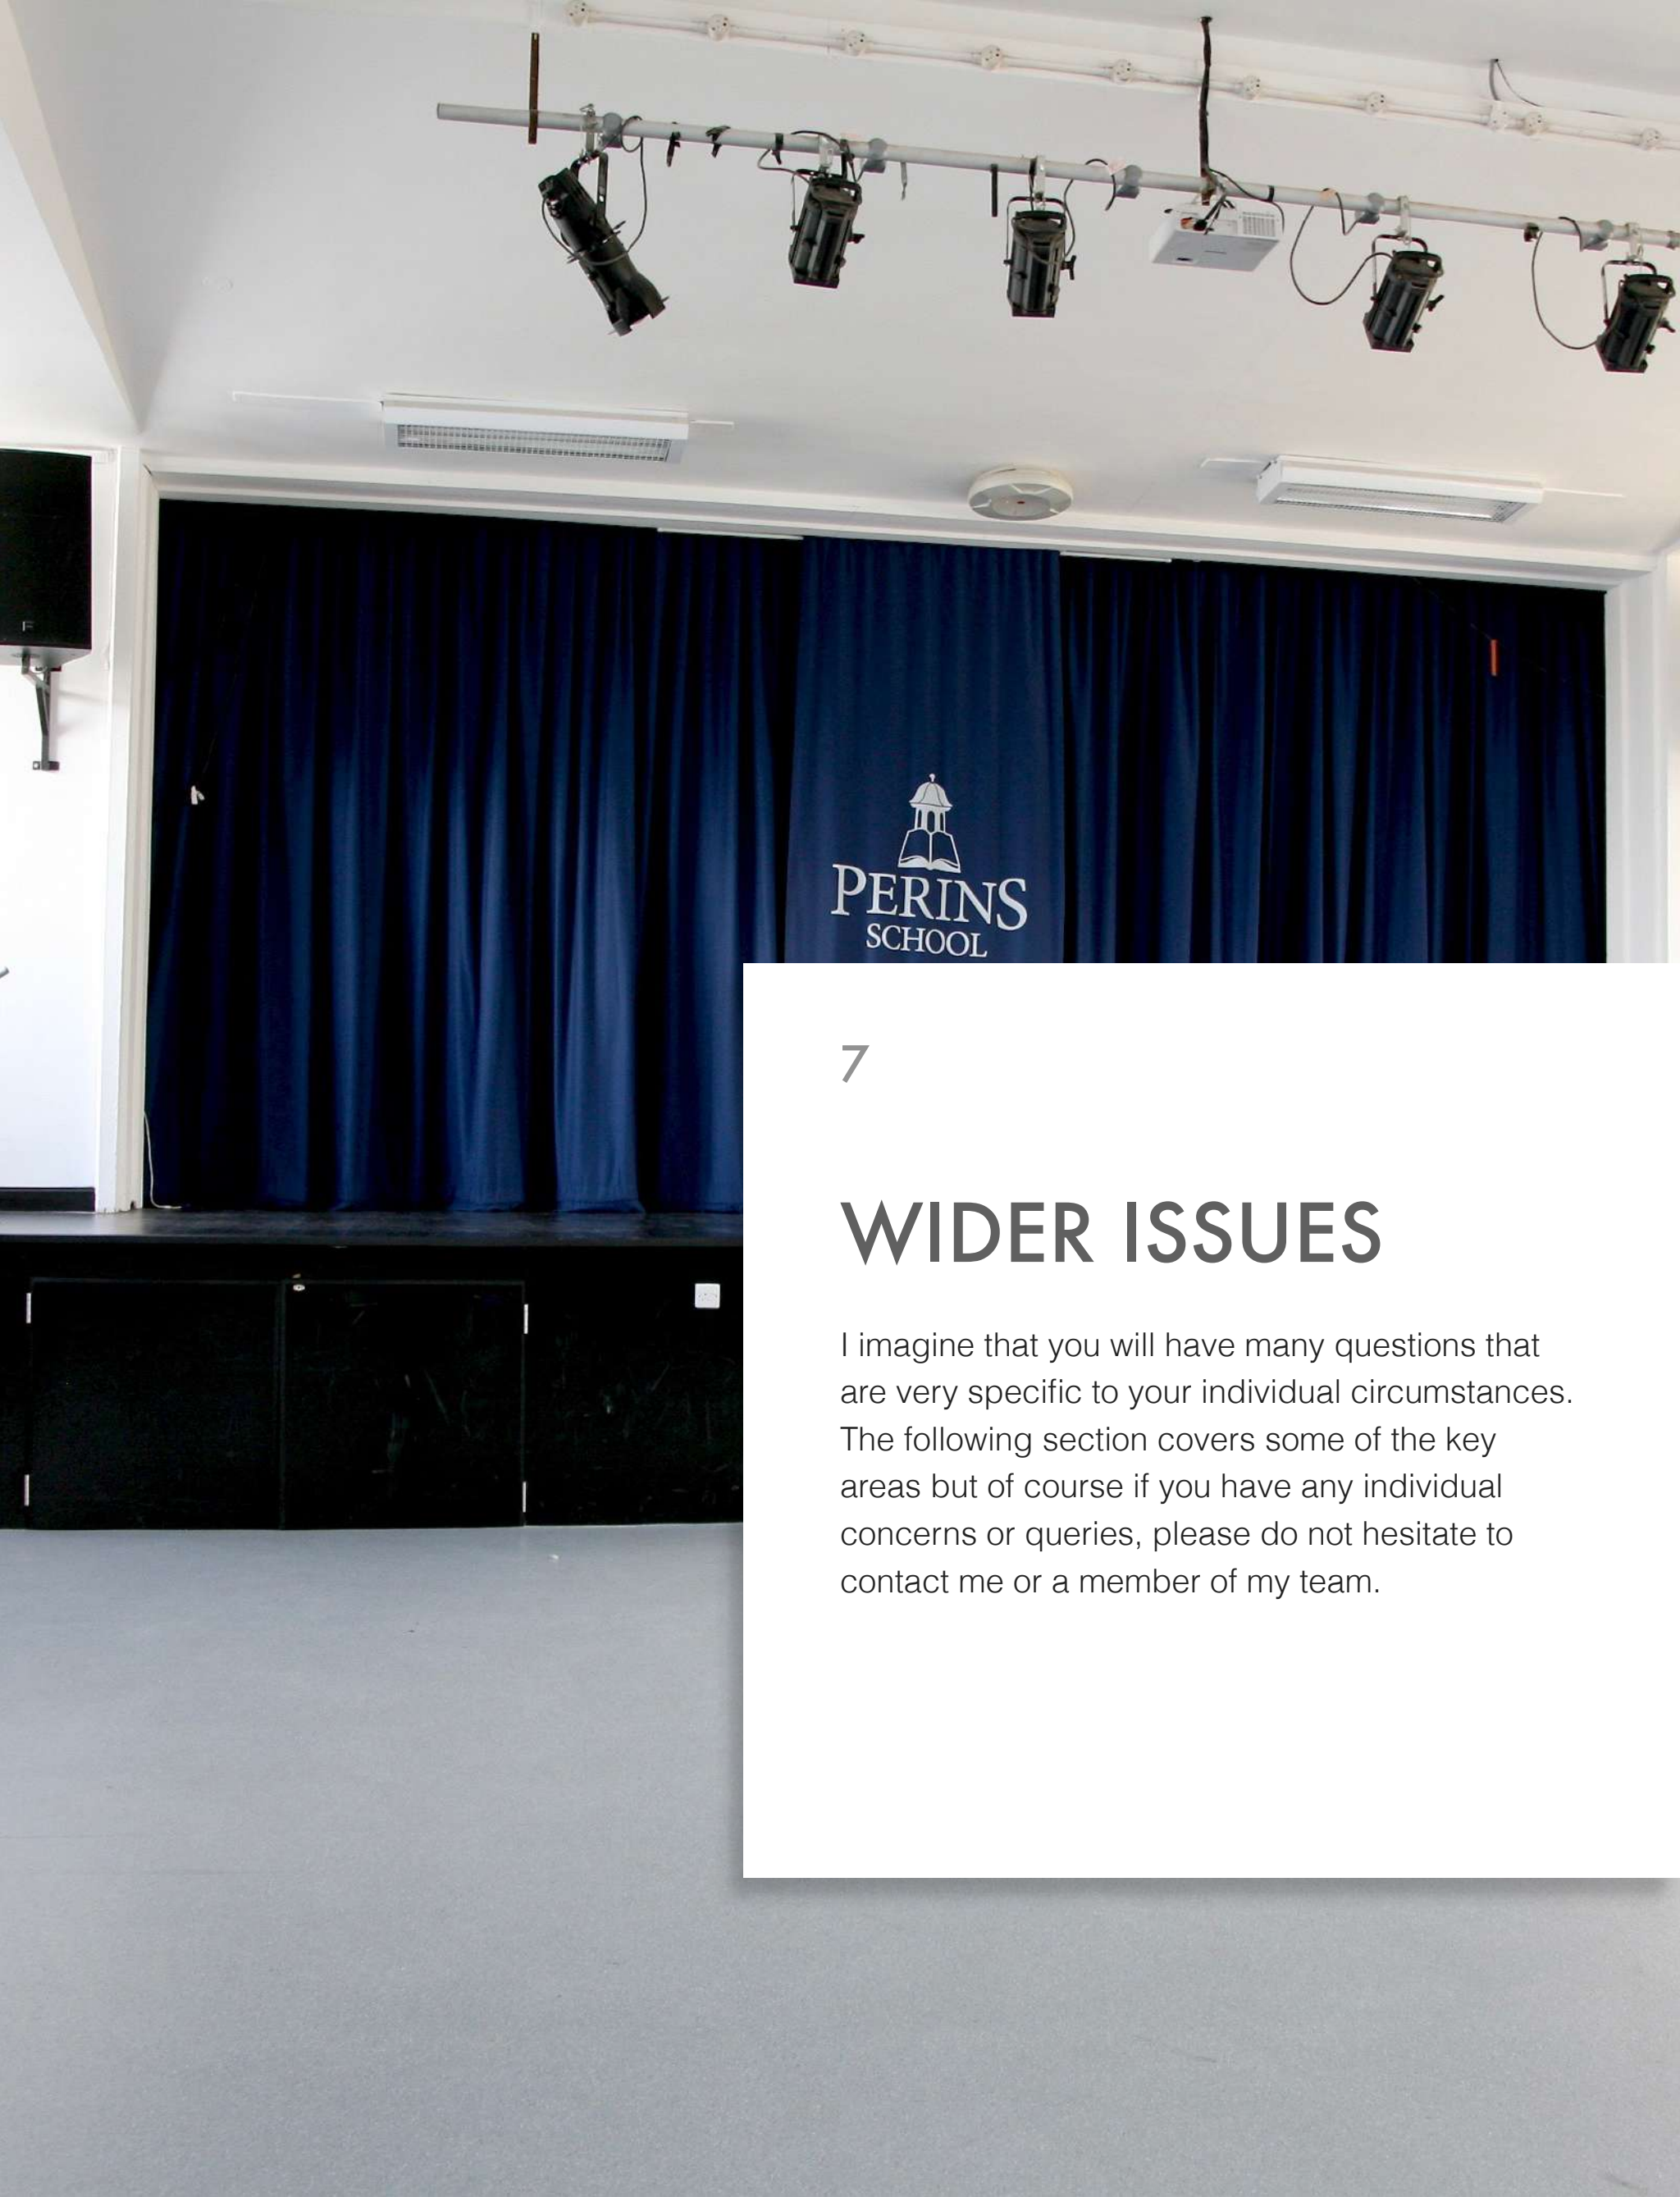 PERINS
SCHOOL
7
WIDER ISSUES
I imagine that you will have many questions that
are very specific to your individual circumstances.
The following section covers some of the key
areas but of course if you have any individual
concerns or queries, please do not hesitate to
contact me or a member of my team.